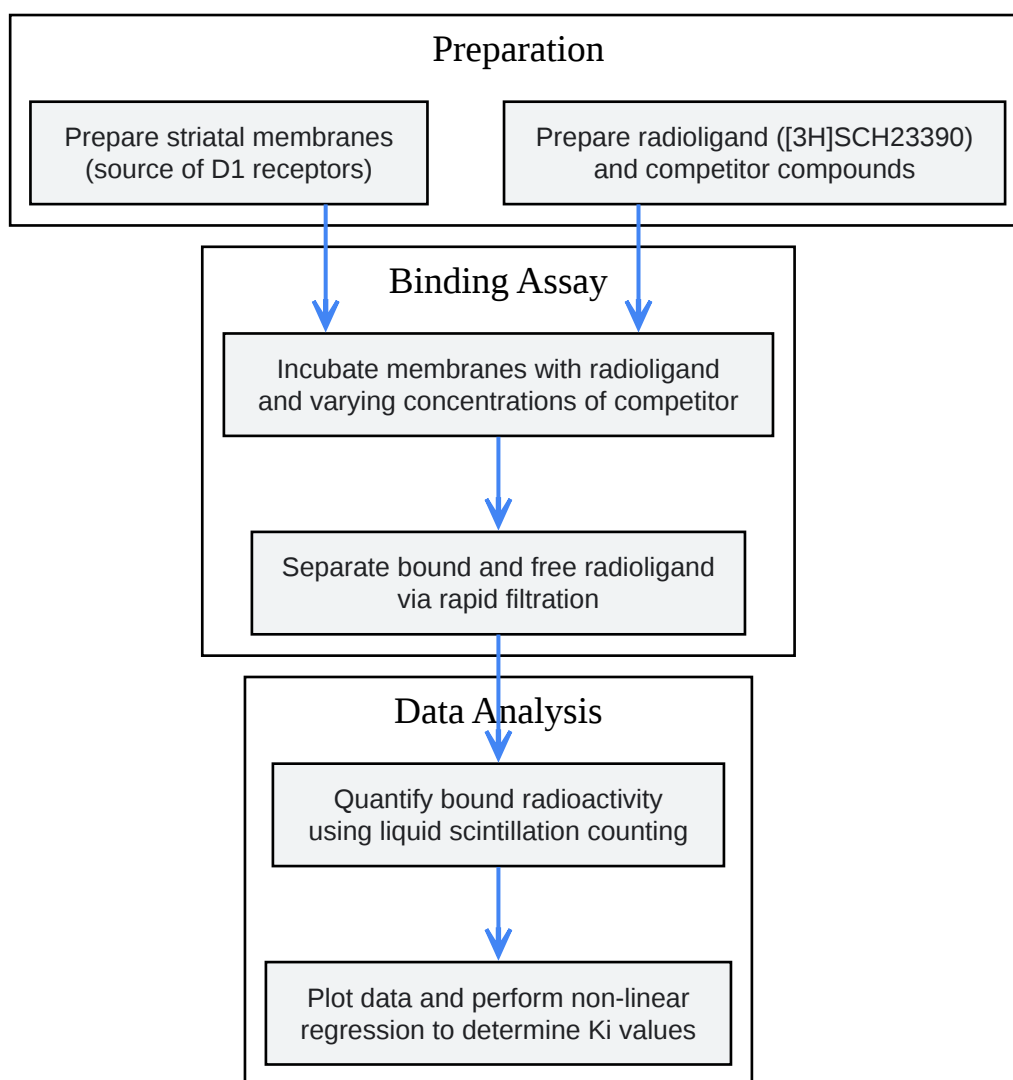 Preparation
Prepare striatal membranes
(source of D1 receptors)
Prepare radioligand ([3H]SCH23390)
and competitor compounds
Binding Assay
Incubate membranes with radioligand
and varying concentrations of competitor
Separate bound and free radioligand
via rapid filtration
Data Analysis
Quantify bound radioactivity
using liquid scintillation counting
Plot data and perform non-linear
regression to determine Ki values